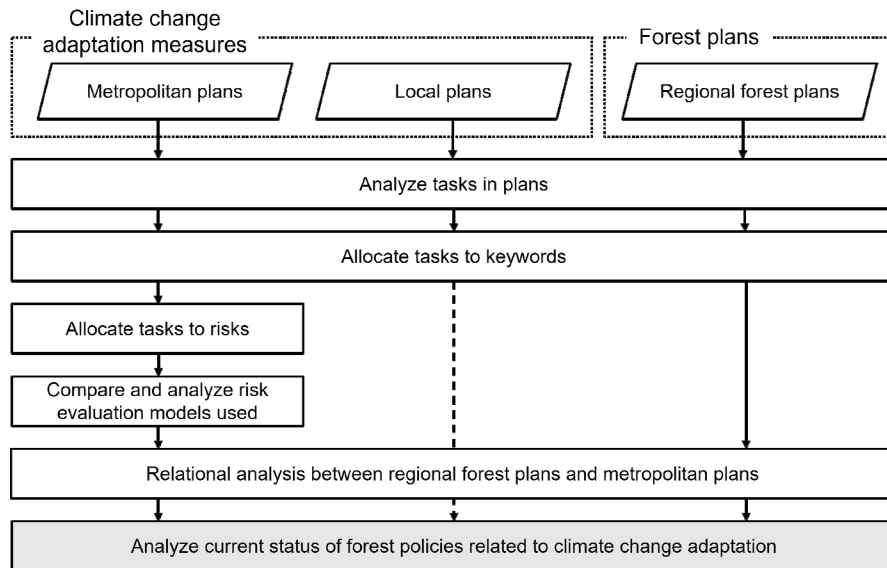 Climate change
adaptation measures
Forest plans
Metropolitan plans
Local plans
Regional forest plans
Analyze tasks in plans
Allocate tasks to keywords
Allocate tasks to risks
Compare and analyze risk
evaluation models used
Relational analysis between regional forest plans and metropolitan plans
Analyze current status of forest policies related to climate change adaptation